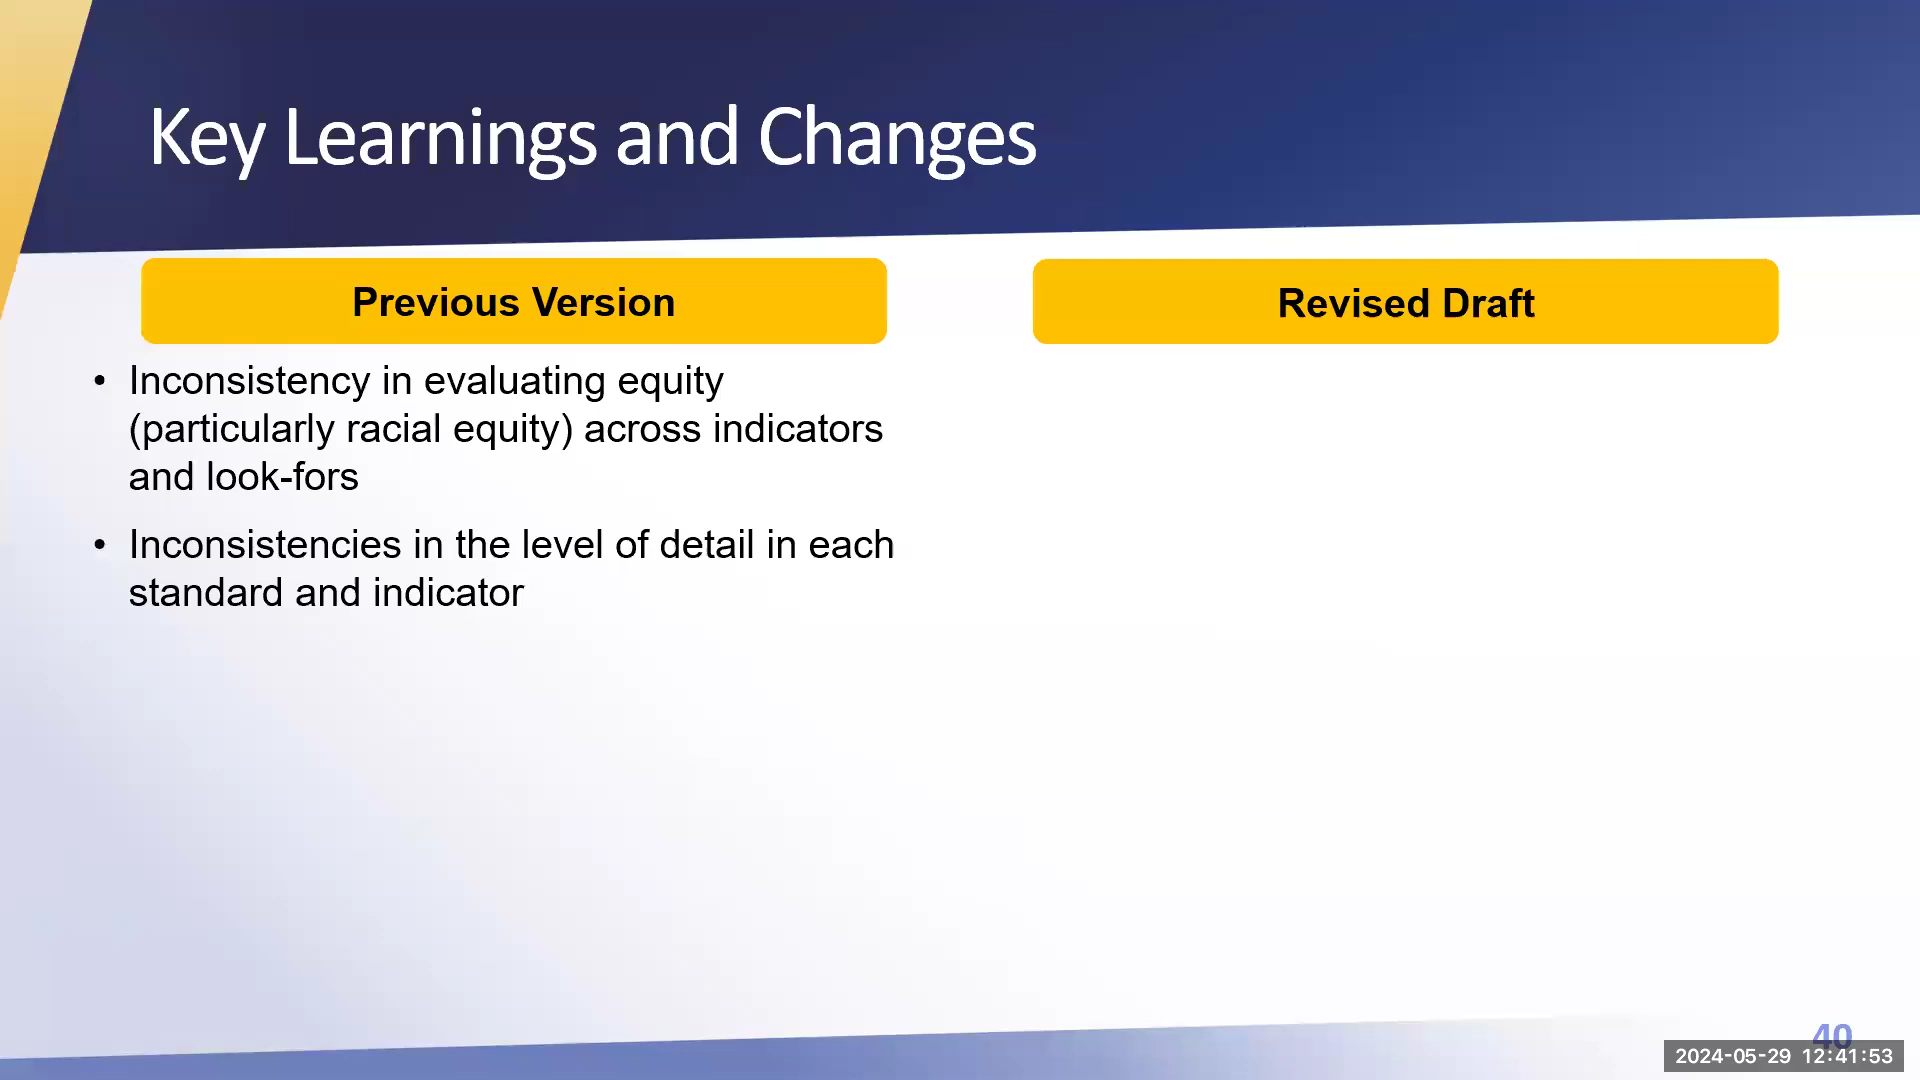 Key Learnings and Changes
Previous Version
• Inconsistency in evaluating equity
(particularly racial equity) across indicators
and look-fors
• Inconsistencies in the level of detail in each
standard and indicator
Revised Draft
40
2024-05-29 12:41:53